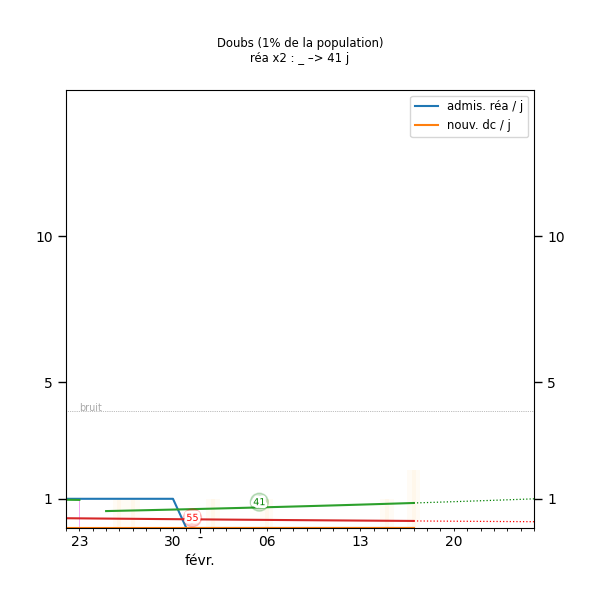 Doubs (1% de la population)
réa x2 : _ –> 41 j
admis. réa / j
nouv. dc / j
10
10
5
5
bruit
1
1
41
55
23
30
-
06
13
20
févr.